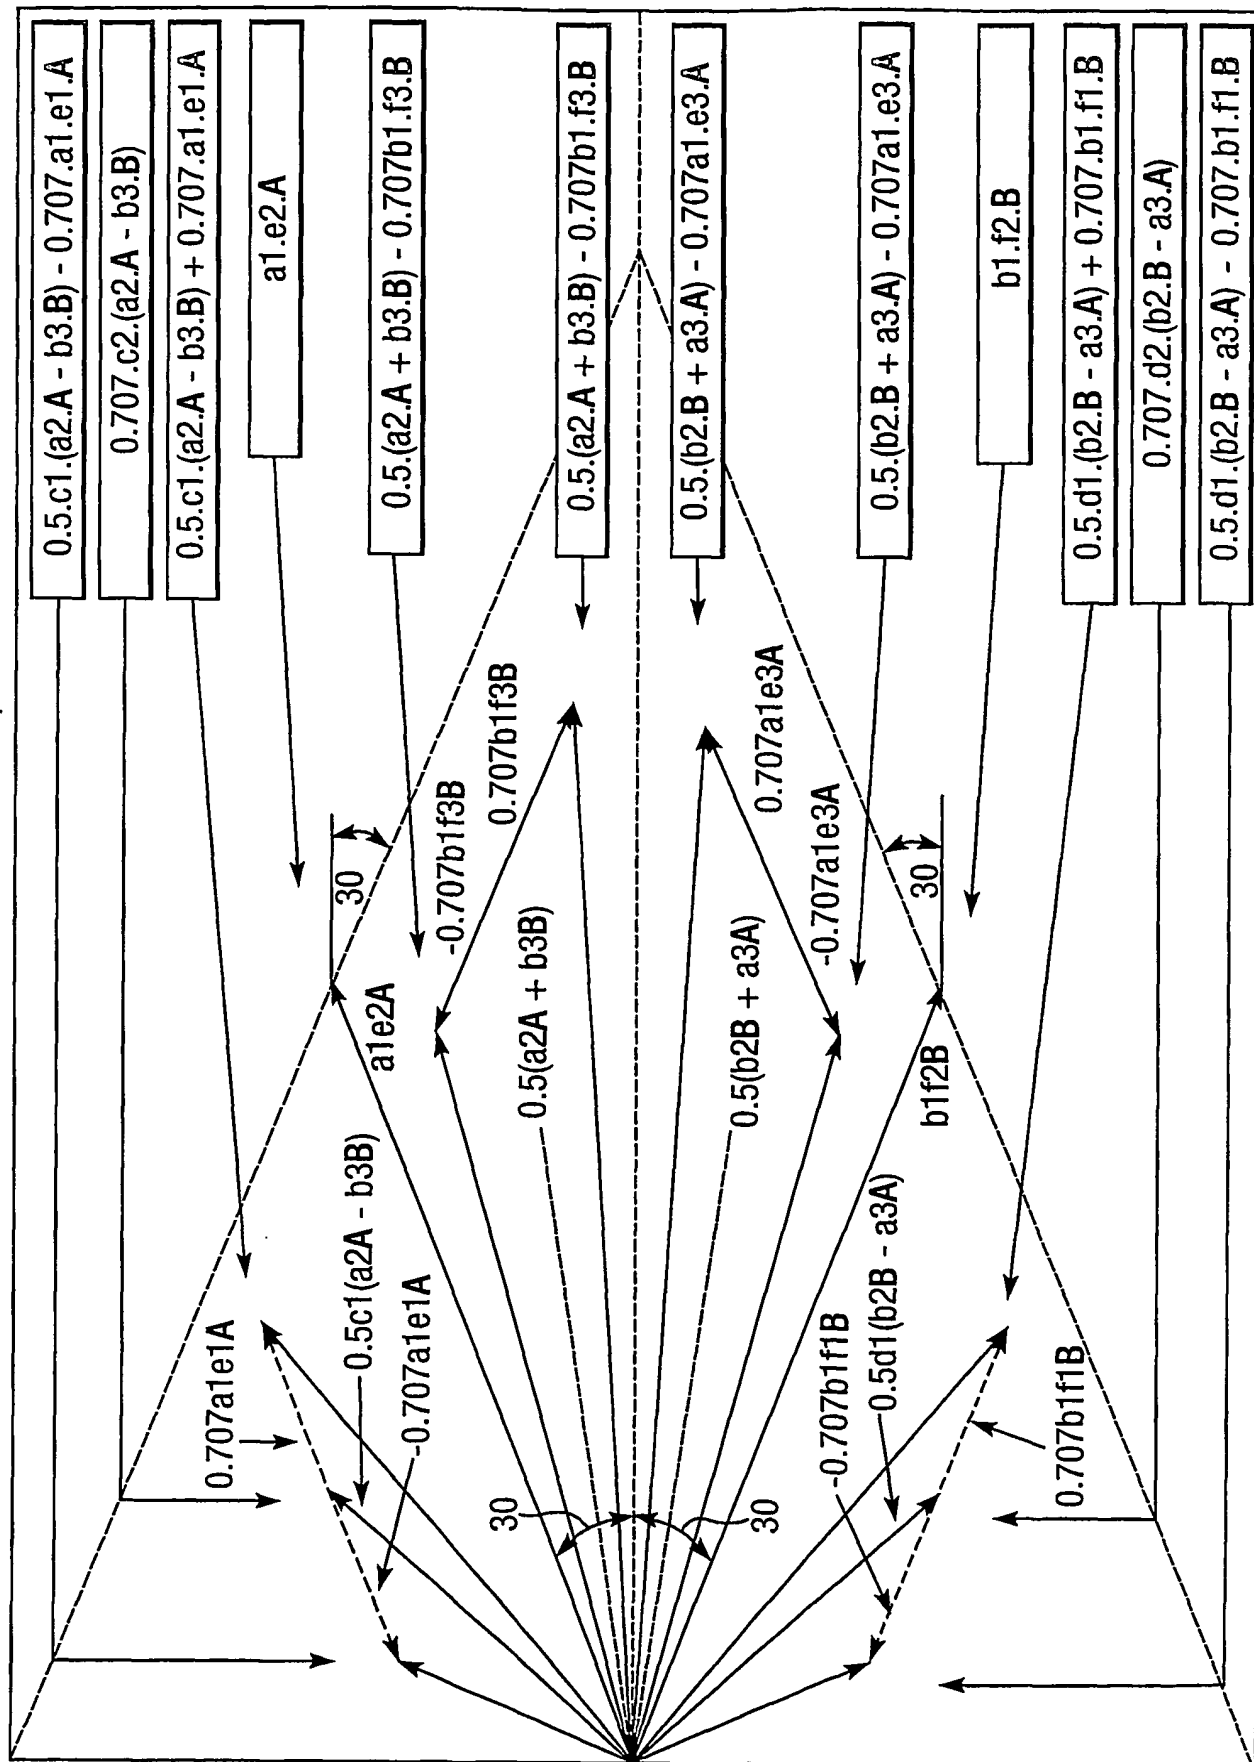 0.5.c1.(a2.A - b3.B) - 0.707.a1.e1.A
0.707.c2.(a2.A - b3.B)
0.5.c1.(a2.A - b3.B) + 0.707.a1.e1.A
a1.e2.A
0.5.(a2.A + b3.B) - 0.707b1.f3.B
0.5.(a2.A + b3.B) - 0.707b1.f3.B
0.5.(b2.B + a3.A) - 0.707a1.e3.A
0.5.(b2.B + a3.A) - 0.707a1.e3.A
b1.f2.B
0.5.d1.(b2.B - a3.A) + 0.707.b1.f1.B
0.707.d2.(b2.B - a3.A)
0.5.d1.(b2.B - a3.A) - 0.707.b1.f1.B
0.707a1e1A
0.5c1(a2A - b3B)
-0.707a1e1A
a1e2A
30
-0.707b1f3B
0.707b1f3B
0.5(a2A + b3B)
30
0.707a1e3A
-0.707a1e3A
0.5(b2B + a3A)
30
30
b1f2B
-0.707b1f1B
0.5d1(b2B - a3A)
0.707b1f1B